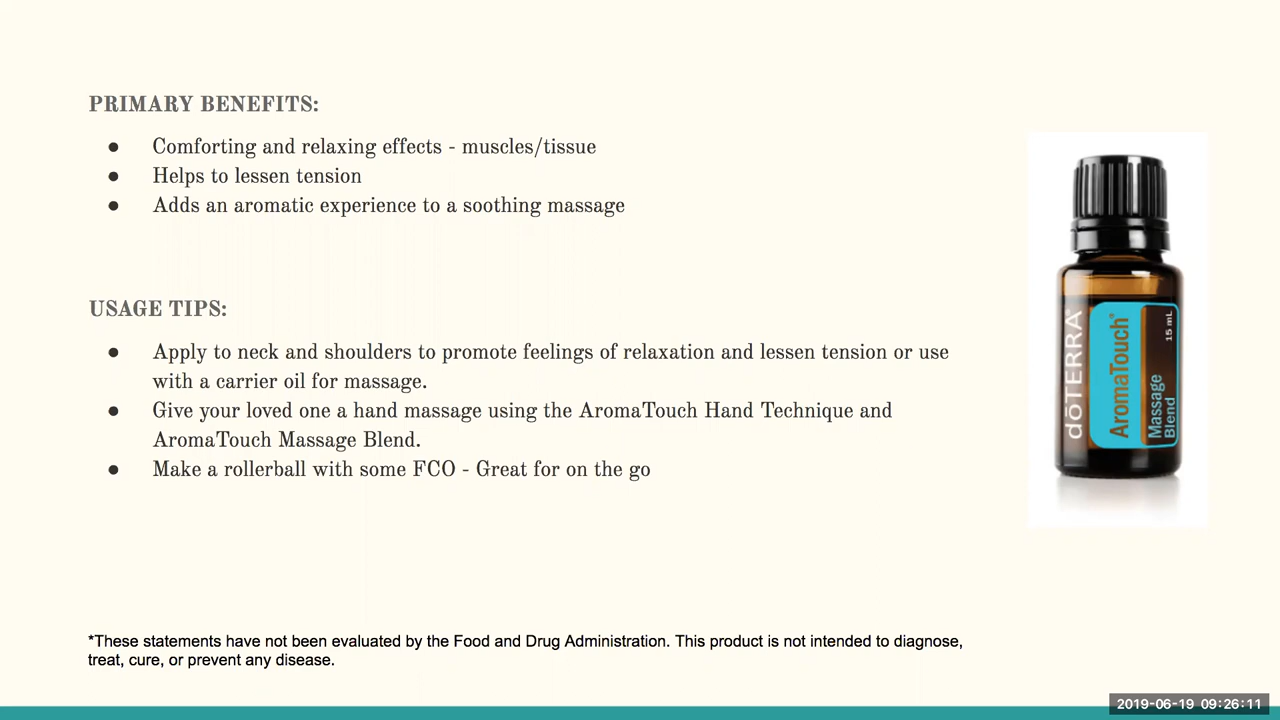 PRIMARY BENEFITS:
● Comforting and relaxing effects - muscles/tissue
● Helps to lessen tension
● Adds an aromatic experience to a soothing massage
USAGE TIPS:
● Apply to neck and shoulders to promote feelings of relaxation and lessen tension or use
with a carrier oil for massage.
● Give your loved one a hand massage using the AromaTouch Hand Technique and
AromaTouch Massage Blend.
● Make a rollerball with some FCO - Great for on the go
dōTERRA
AromaTouch®
Massage
Blend
15 mL
*These statements have not been evaluated by the Food and Drug Administration. This product is not intended to diagnose,
treat, cure, or prevent any disease.
2019-06-19 09:26:11